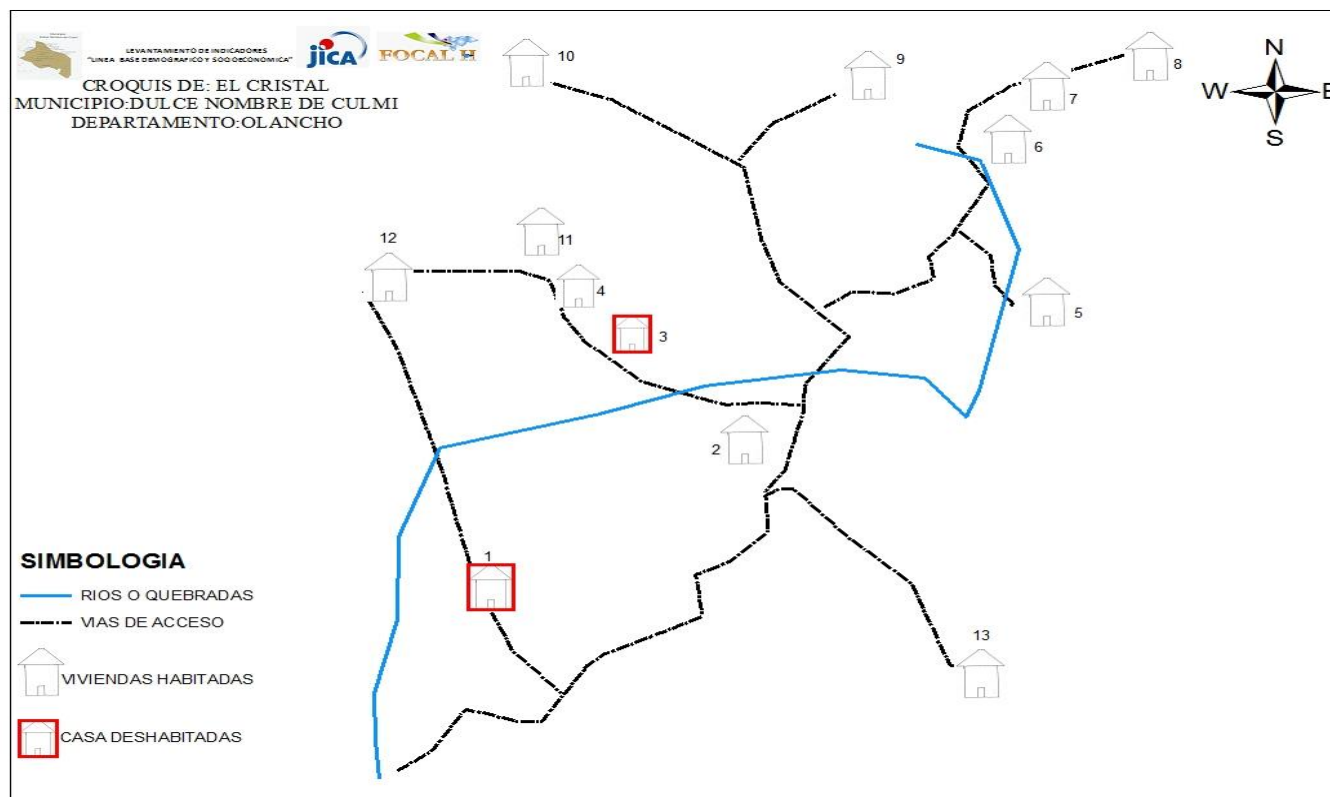 LEVANTAMIENTO DE INDICADORES
"LINEA BASE DEMOGRAFICO Y SOCIOECONÓMICA"
jICA
FOCAL H
CROQUIS DE: EL CRISTAL
MUNICIPIO:DULCE NOMBRE DE CULMI
DEPARTAMENTO:OLANCHO
10
9
8
7
N
W
E
S
6
11
12
4
5
3
2
1
13
SIMBOLOGIA
RIOS O QUEBRADAS
VIAS DE ACCESO
VIVIENDAS HABITADAS
CASA DESHABITADAS